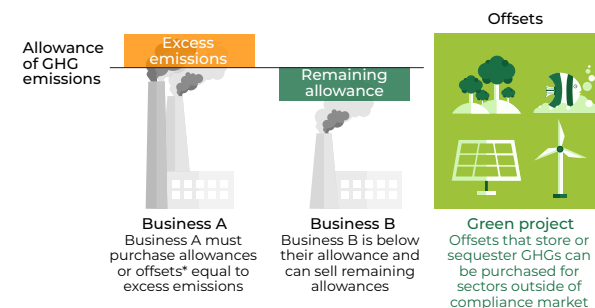 Offsets
Allowance
of GHG
emissions
Excess
emissions
Remaining
allowance
Business A
Business A must
purchase allowances
or offsets* equal to
excess emissions
Business B
Business B is below
their allowance and
can sell remaining
allowances
Green project
Offsets that store or
sequester GHGs can
be purchased for
sectors outside of
compliance market